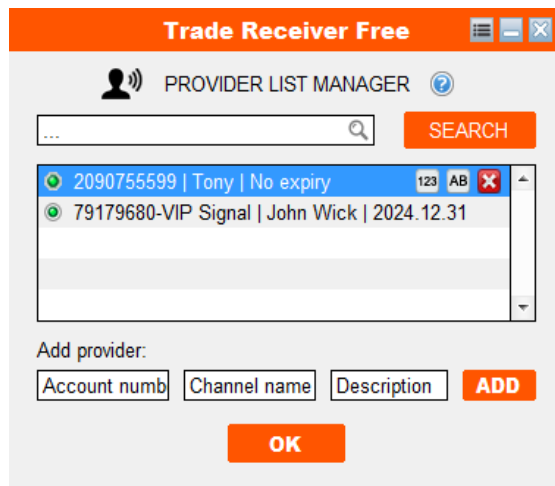 Trade Receiver Free
PROVIDER LIST MANAGER ?
...
SEARCH
2090755599 | Tony | No expiry 123 AB
79179680-VIP Signal | John Wick | 2024.12.31
Add provider:
Account numb Channel name Description ADD
OK